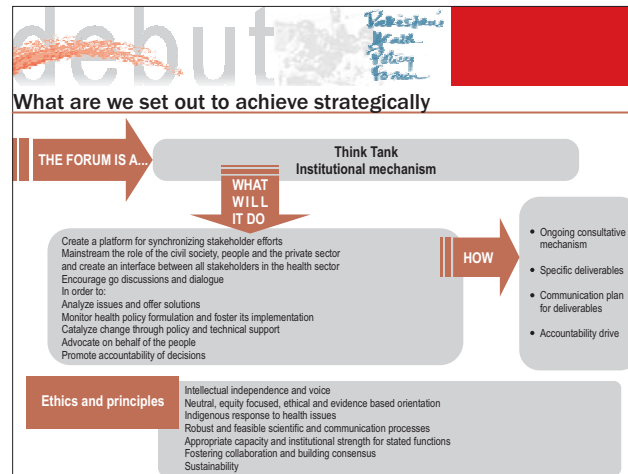 debut
Pakistan's
Health
Policy
Forum
What are we set out to achieve strategically
THE FORUM IS A...
Think Tank
Institutional mechanism
WHAT
WILL
IT DO
Create a platform for synchronizing stakeholder efforts
Mainstream the role of the civil society, people and the private sector
and create an interface between all stakeholders in the health sector
Encourage go discussions and dialogue
In order to:
Analyze issues and offer solutions
Monitor health policy formulation and foster its implementation
Catalyze change through policy and technical support
Advocate on behalf of the people
Promote accountability of decisions
HOW
• Ongoing consultative
mechanism
• Specific deliverables
• Communication plan
for deliverables
• Accountability drive
Ethics and principles
Intellectual independence and voice
Neutral, equity focused, ethical and evidence based orientation
Indigenous response to health issues
Robust and feasible scientific and communication processes
Appropriate capacity and institutional strength for stated functions
Fostering collaboration and building consensus
Sustainability